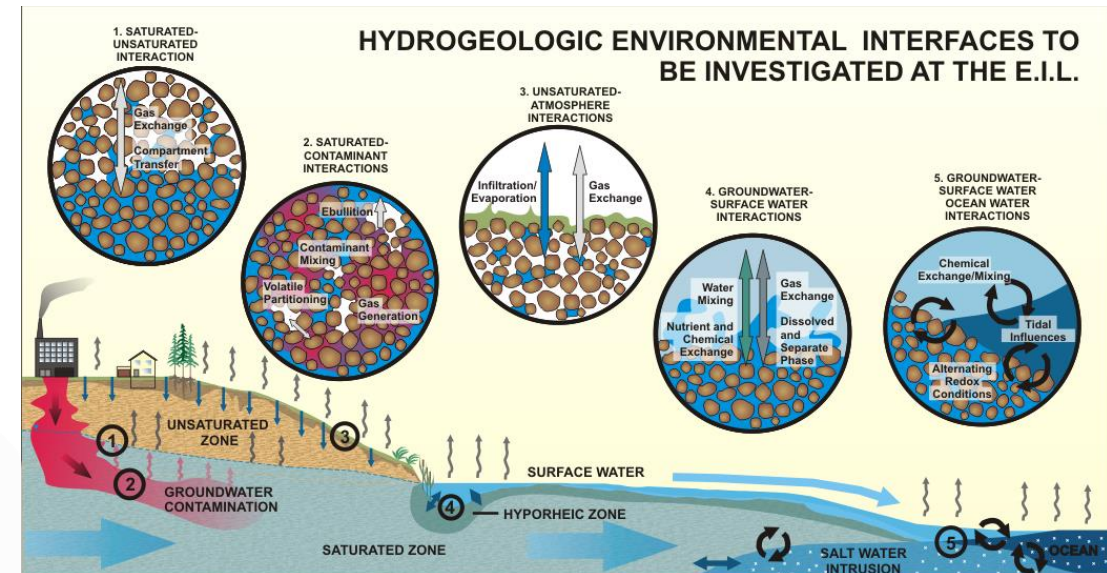 HYDROGEOLOGIC ENVIRONMENTAL INTERFACES TO
BE INVESTIGATED AT THE E.I.L.
1. SATURATED-
UNSATURATED
INTERACTION
Gas
Exchange
Compartment
Transfer
2. SATURATED-
CONTAMINANT
INTERACTIONS
Ebullition
Contaminant
Mixing
Volatile
Partitioning
Gas
Generation
3. UNSATURATED-
ATMOSPHERE
INTERACTIONS
Infiltration/
Evaporation
Gas
Exchange
4. GROUNDWATER-
SURFACE WATER
INTERACTIONS
Water
Mixing
Nutrient and
Chemical
Exchange
Gas
Exchange
Dissolved
and
Separate
Phase
5. GROUNDWATER-
SURFACE WATER
OCEAN WATER
INTERACTIONS
Chemical
Exchange/Mixing
Tidal
Influences
Alternating
Redox
Conditions
UNSATURATED
ZONE
1
2
3
GROUNDWATER
CONTAMINATION
SURFACE WATER
4
HYPORHEIC ZONE
SATURATED ZONE
5
SALT WATER
INTRUSION
OCEAN